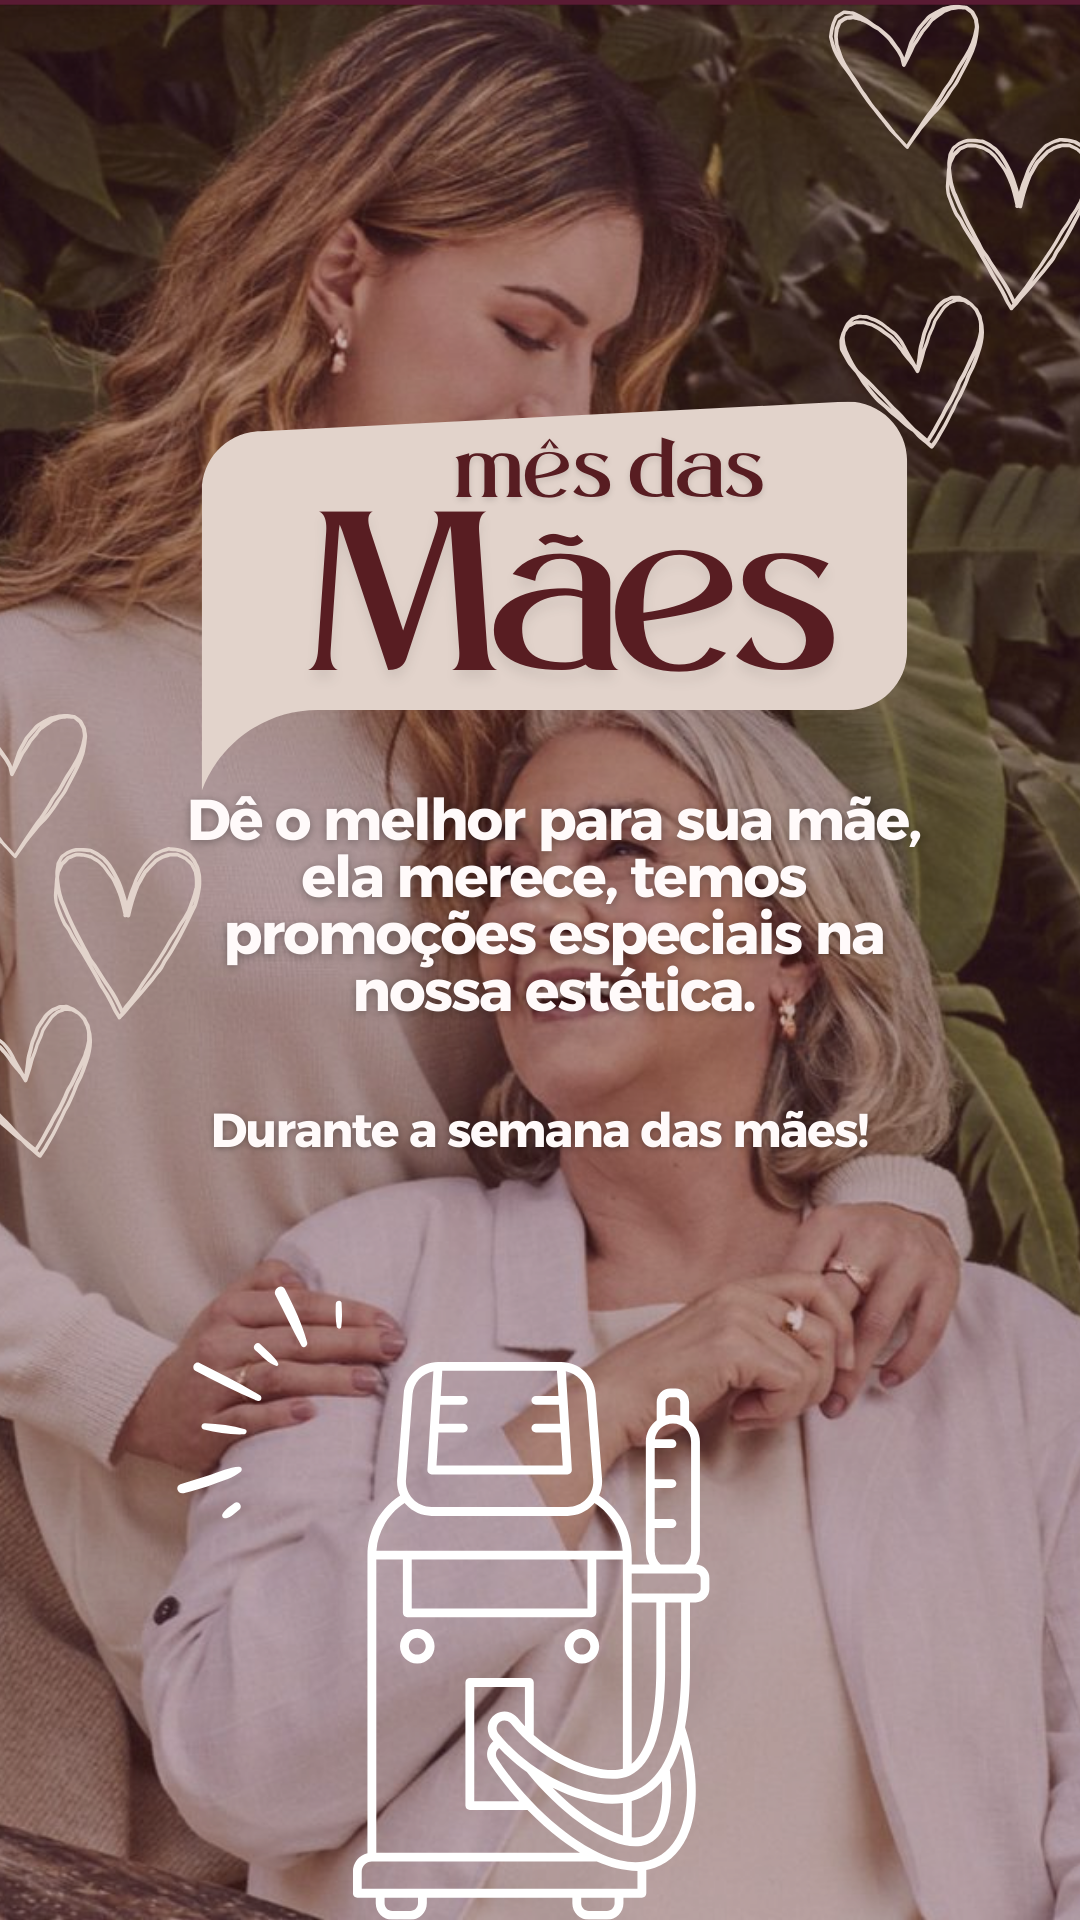 mês das
Mães
Dê o melhor para sua mãe,
ela merece, temos
promoções especiais na
nossa estética.
Durante a semana das mães!